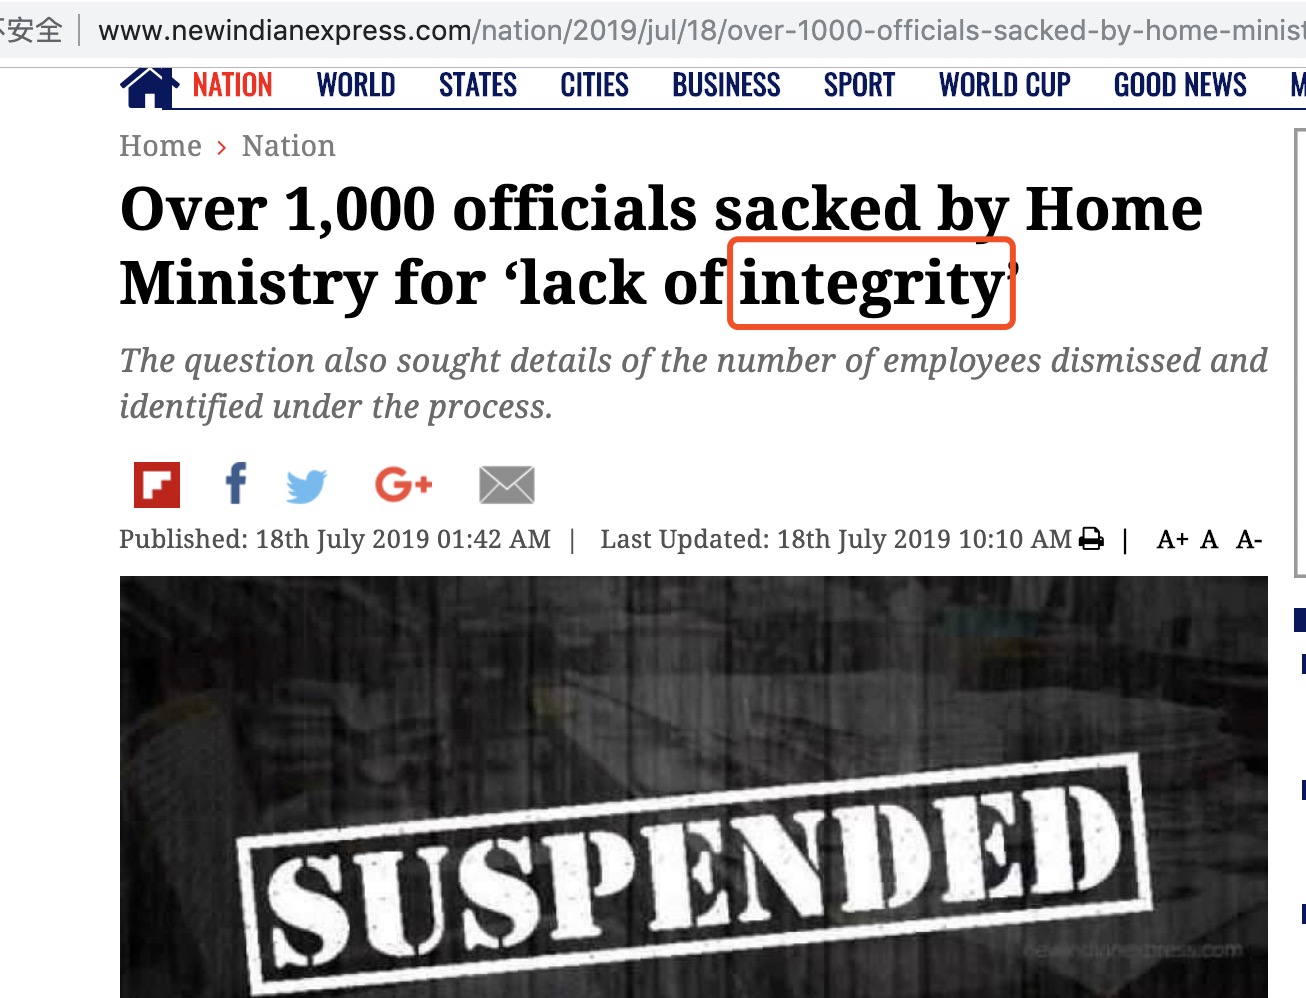 不安全 | www.newindianexpress.com/nation/2019/jul/18/over-1000-officials-sacked-by-home-minist
NATION WORLD STATES CITIES BUSINESS SPORT WORLD CUP GOOD NEWS M
Home > Nation
Over 1,000 officials sacked by Home
Ministry for ‘lack of integrity’
The question also sought details of the number of employees dismissed and
identified under the process.
f G+
Published: 18th July 2019 01:42 AM | Last Updated: 18th July 2019 10:10 AM | A+ A A-
SUSPENDED
newindianexpress.com